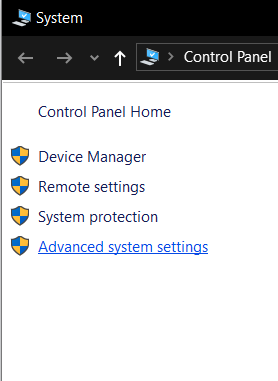 System
Control Panel
Control Panel Home
Device Manager
Remote settings
System protection
Advanced system settings